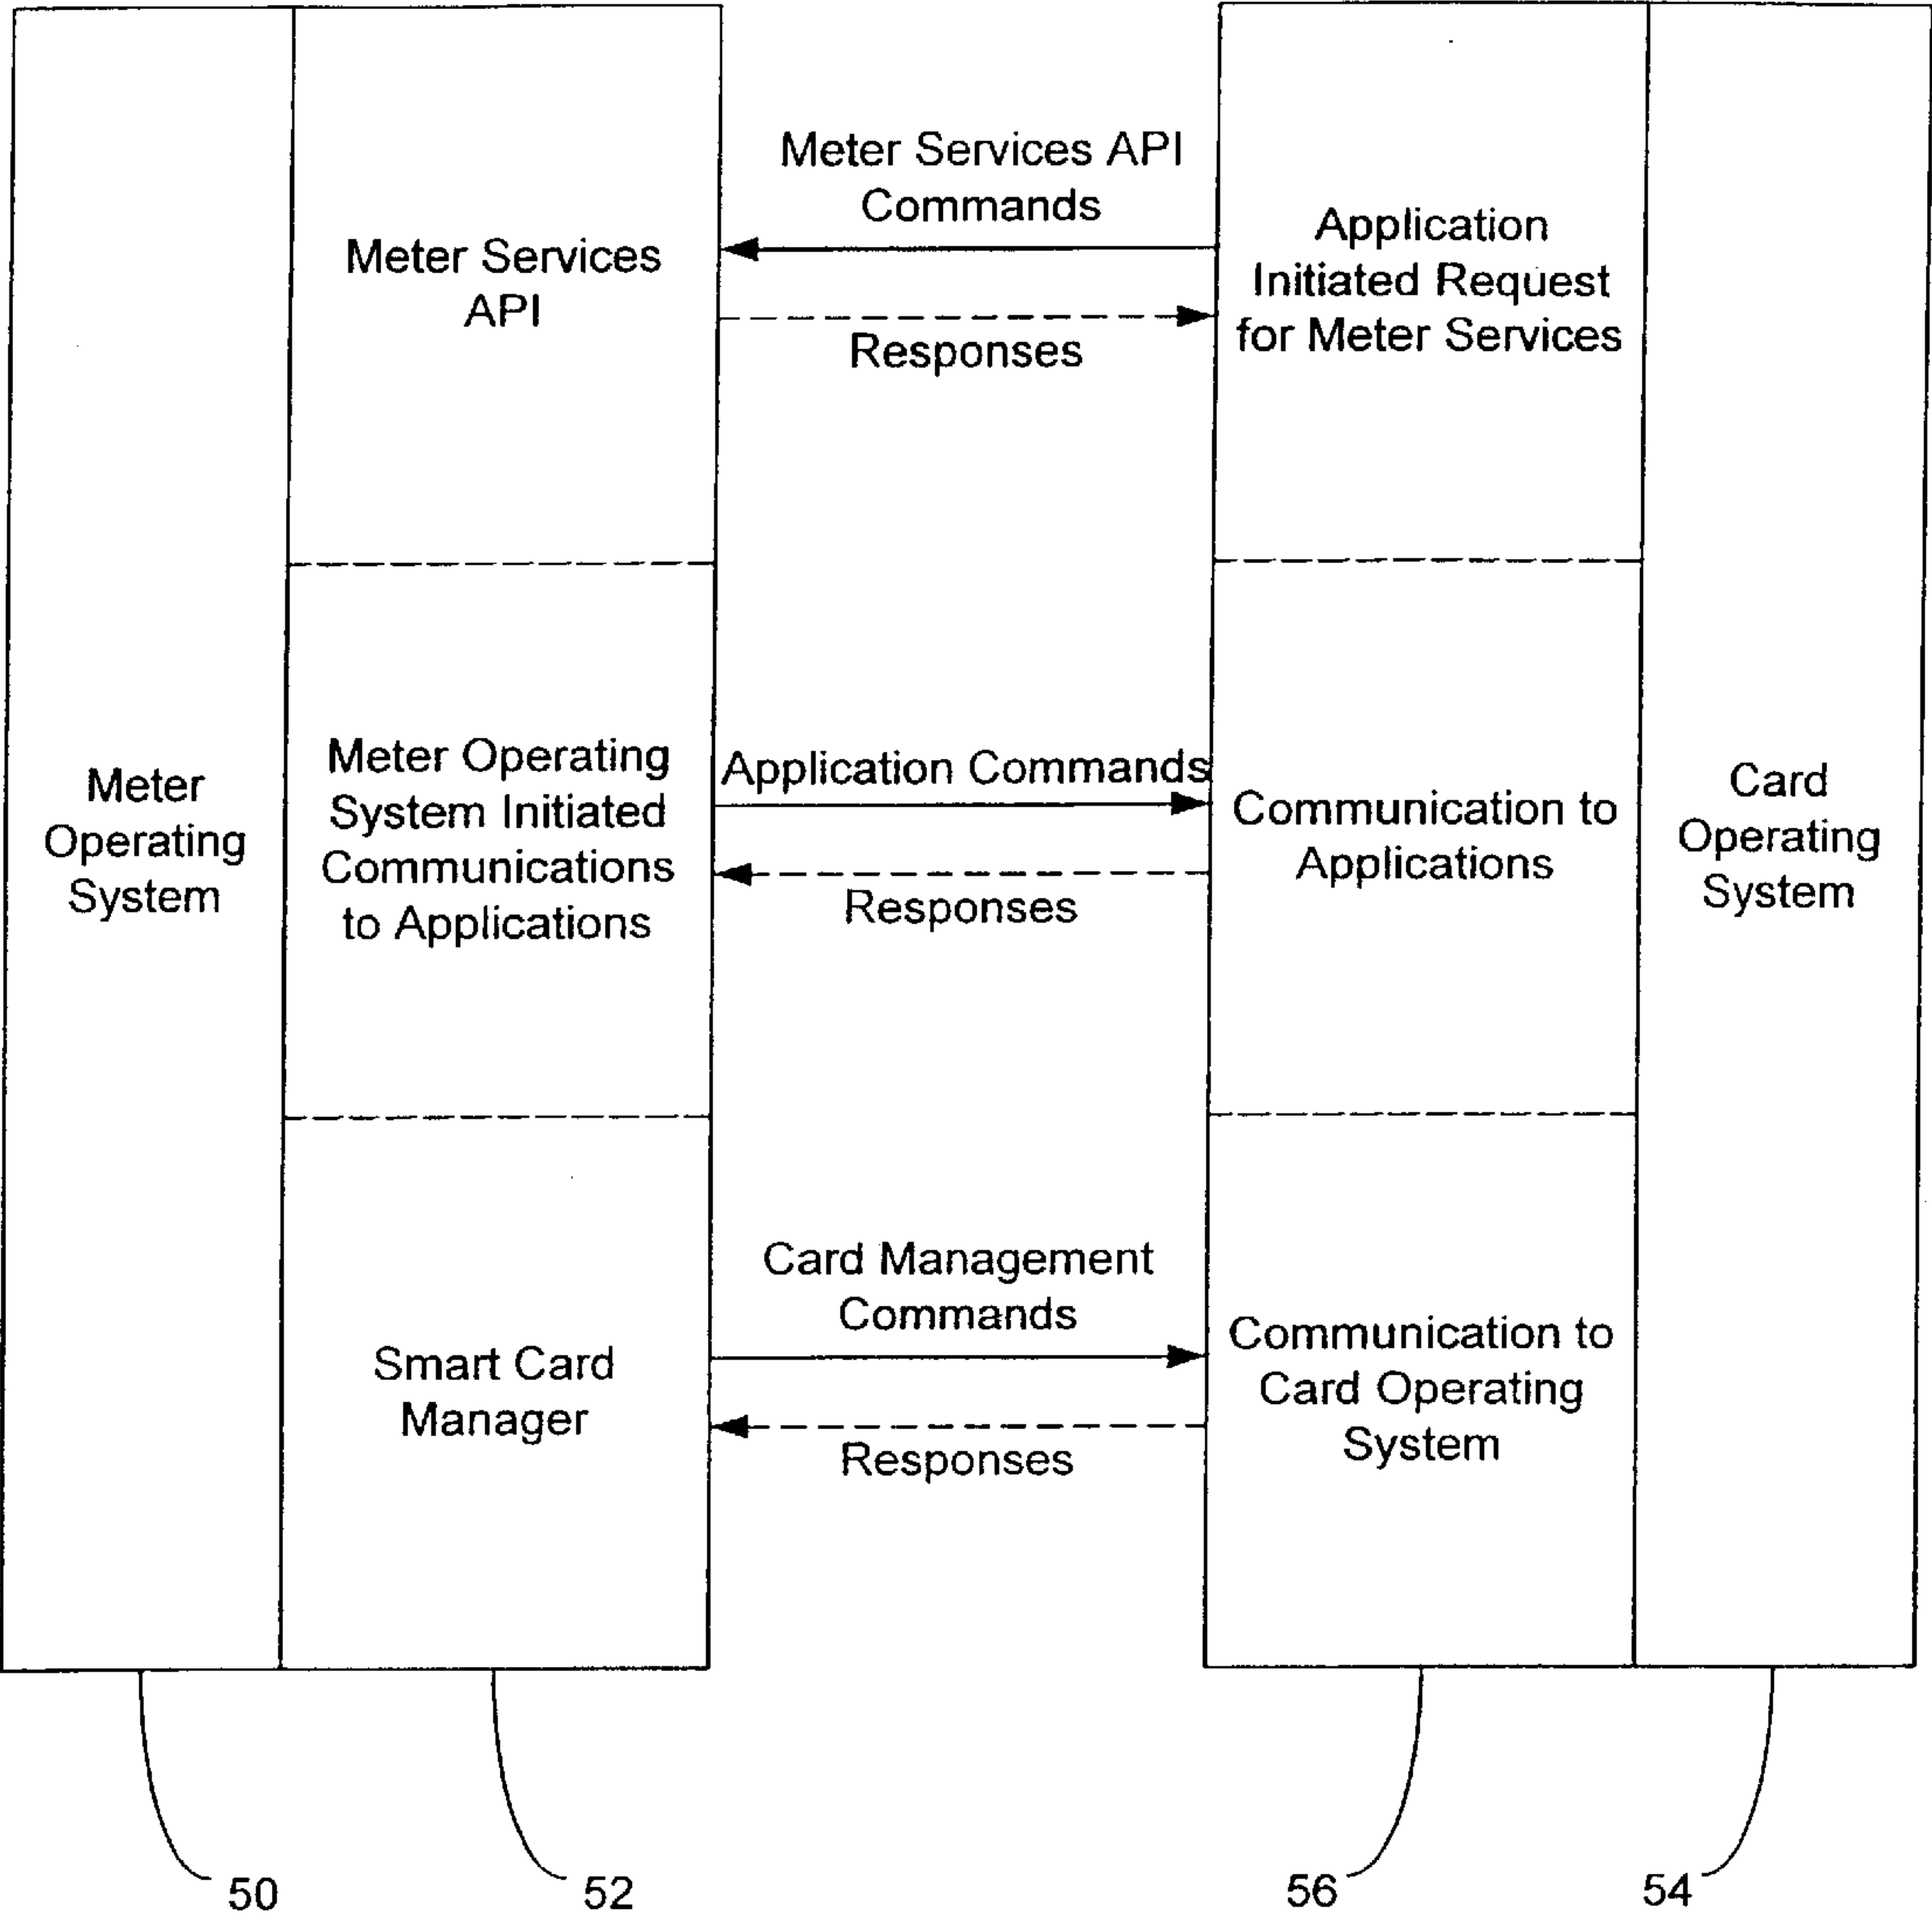 Meter
Operating
System
Meter Services
API
Meter Services API
Commands
Responses
Application
Initiated Request
for Meter Services
Meter Operating
System Initiated
Communications
to Applications
Application Commands
Responses
Communication to
Applications
Card
Operating
System
Smart Card
Manager
Card Management
Commands
Responses
Communication to
Card Operating
System
50
52
56
54